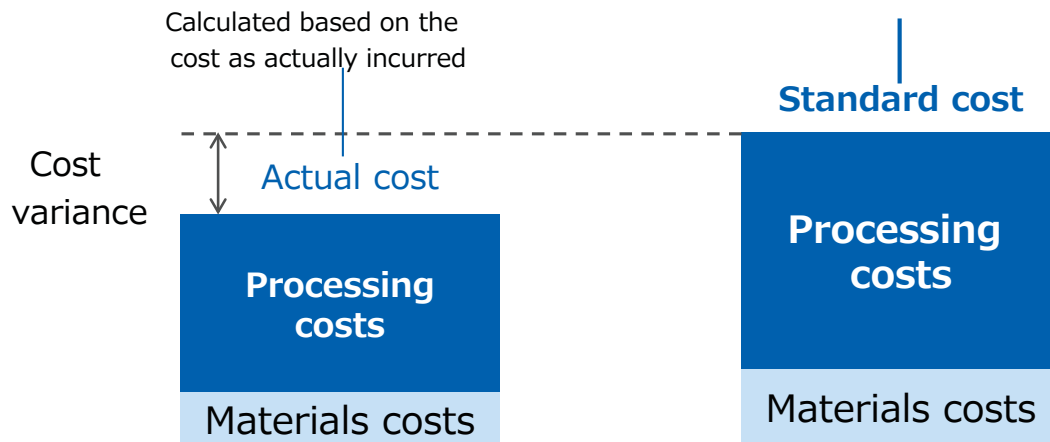 Calculated based on the
cost as actually incurred
Standard cost
Cost
variance
Actual cost
Processing
costs
Processing
costs
Materials costs
Materials costs